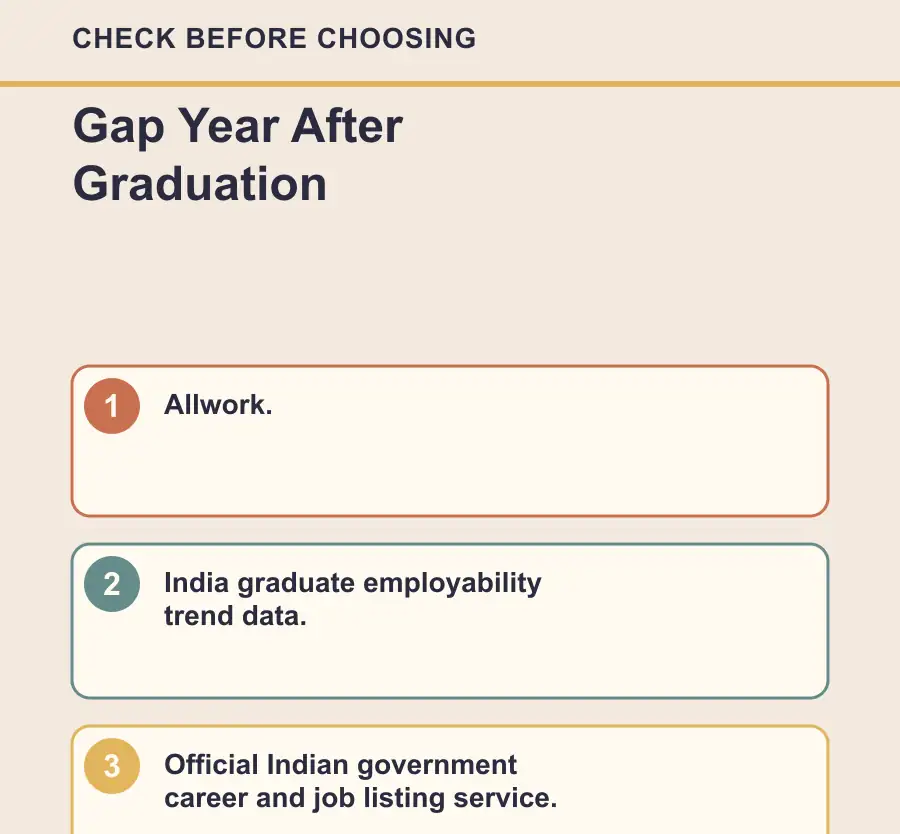 CHECK BEFORE CHOOSING
Gap Year After
Graduation
1
Allwork.
2
India graduate employability
trend data.
3
Official Indian government
career and job listing service.